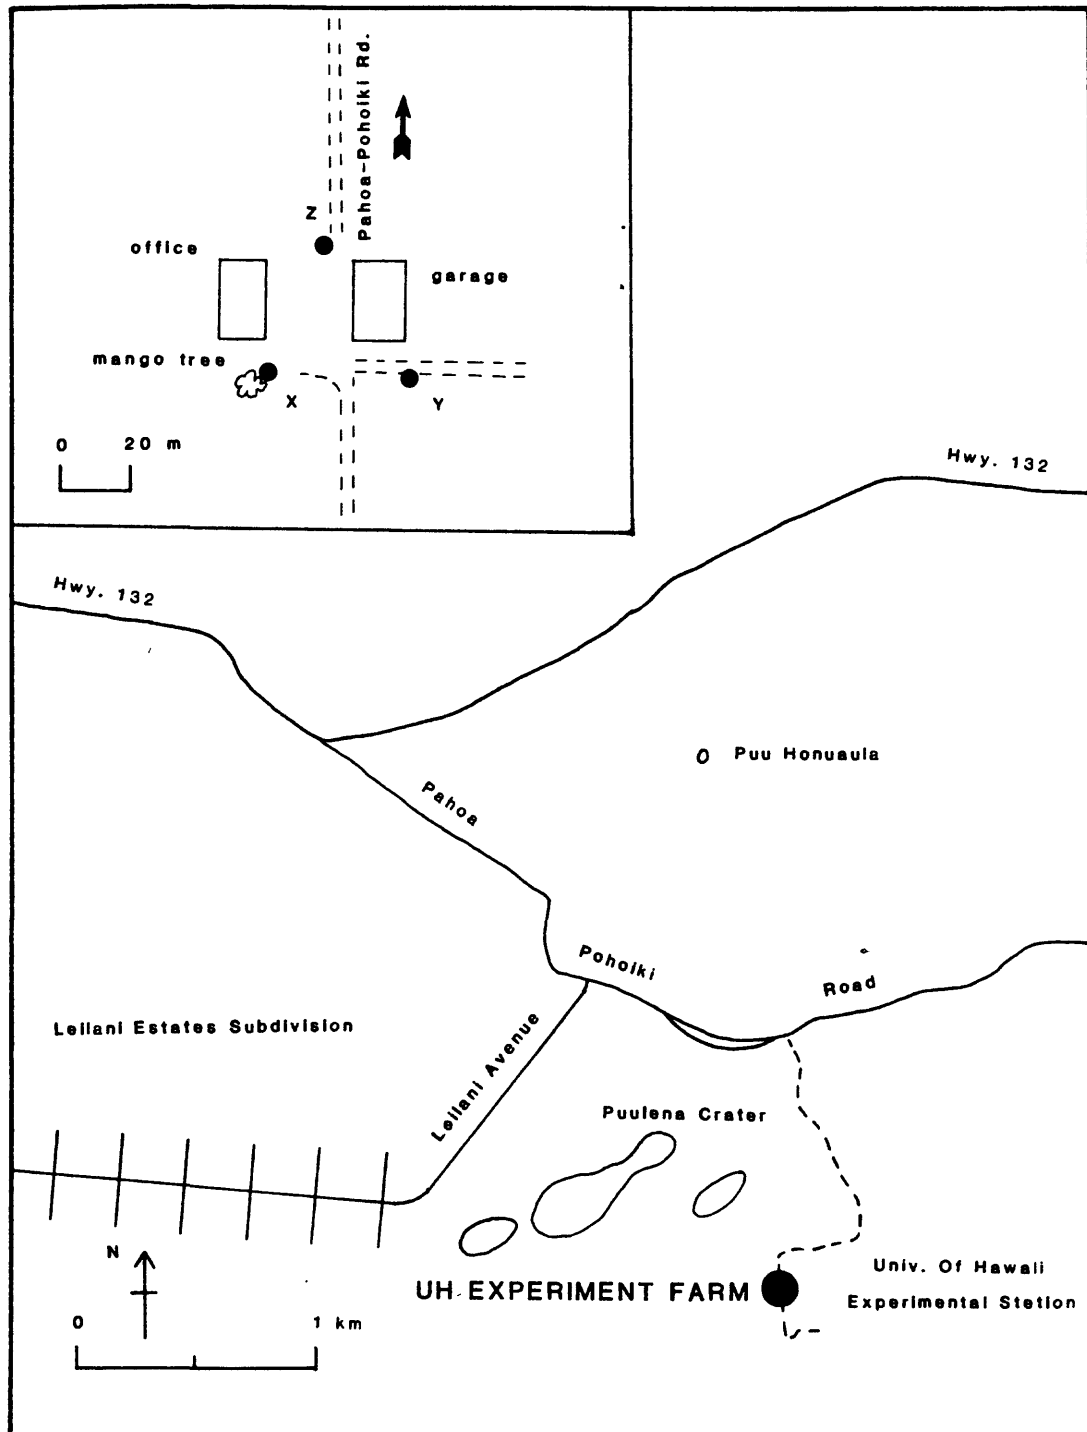 Pahoa-Pohoiki Rd.
Z
office
garage
mango tree
X
Y
0 20 m
Hwy. 132
Hwy. 132
Puu Honuaula
Pahoa
Pohoiki
Road
Leilani Estates Subdivision
Leilani Avenue
Puulena Crater
N
UH EXPERIMENT FARM
Univ. Of Hawaii
Experimental Stetion
0 1 km